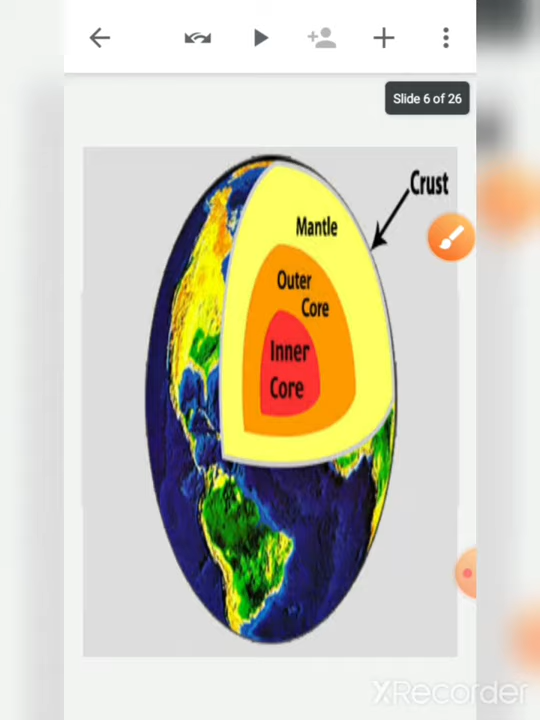 Slide 6 of 26
Crust
Mantle
Outer
Core
Inner
Core
XRecorder